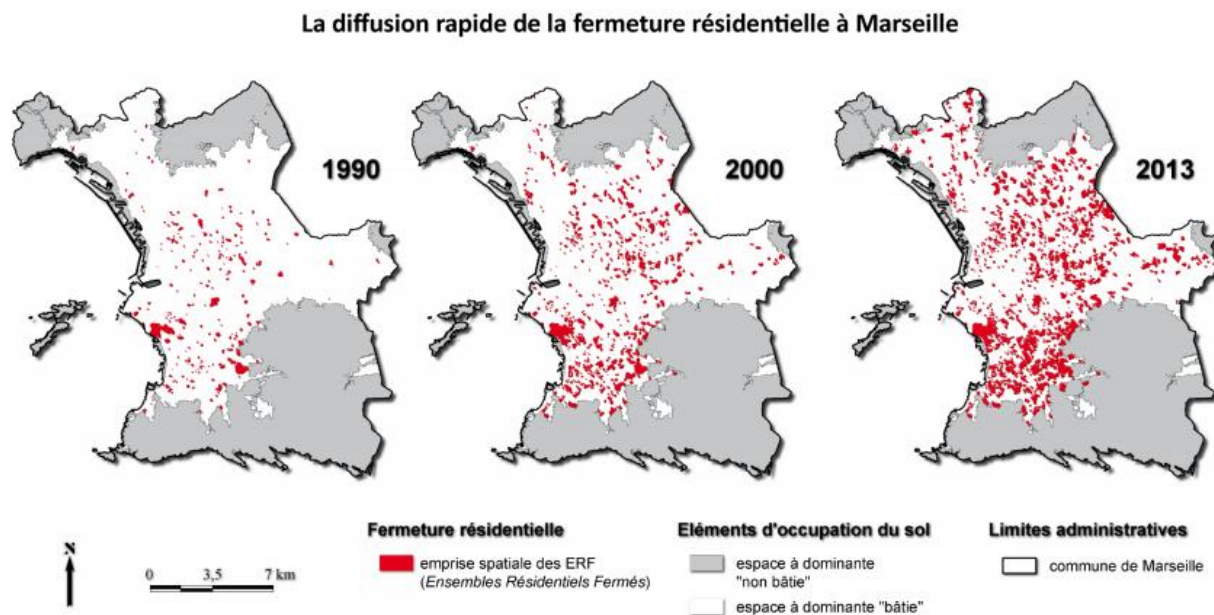 La diffusion rapide de la fermeture résidentielle à Marseille
1990
2000
2013
N
0 3,5 7 km
Fermeture résidentielle
emprise spatiale des ERF
(Ensembles Résidentiels Fermés)
Eléments d'occupation du sol
espace à dominante
"non bâtie"
espace à dominante "bâtie"
Limites administratives
commune de Marseille